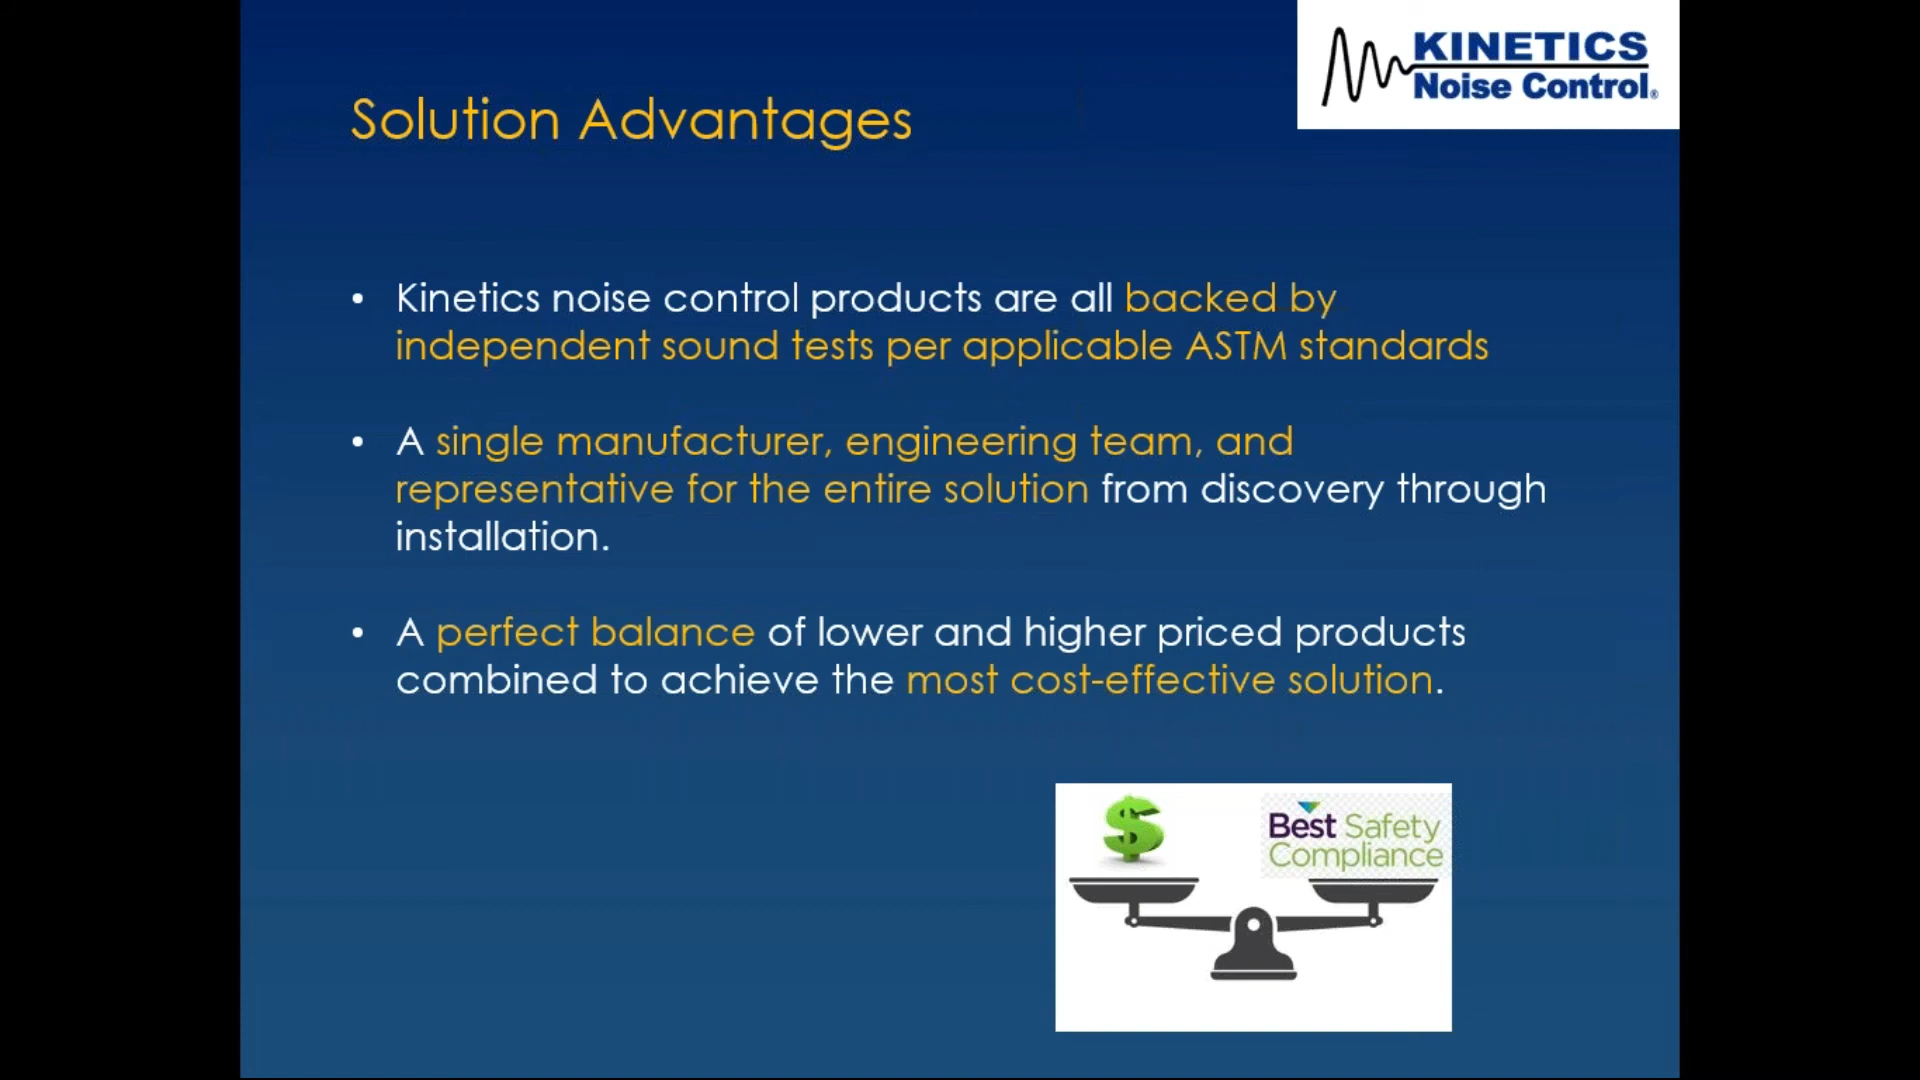 KINETICS
Noise Control®
Solution Advantages
• Kinetics noise control products are all backed by
independent sound tests per applicable ASTM standards
• A single manufacturer, engineering team, and
representative for the entire solution from discovery through
installation.
• A perfect balance of lower and higher priced products
combined to achieve the most cost-effective solution.
$
Best Safety
Compliance